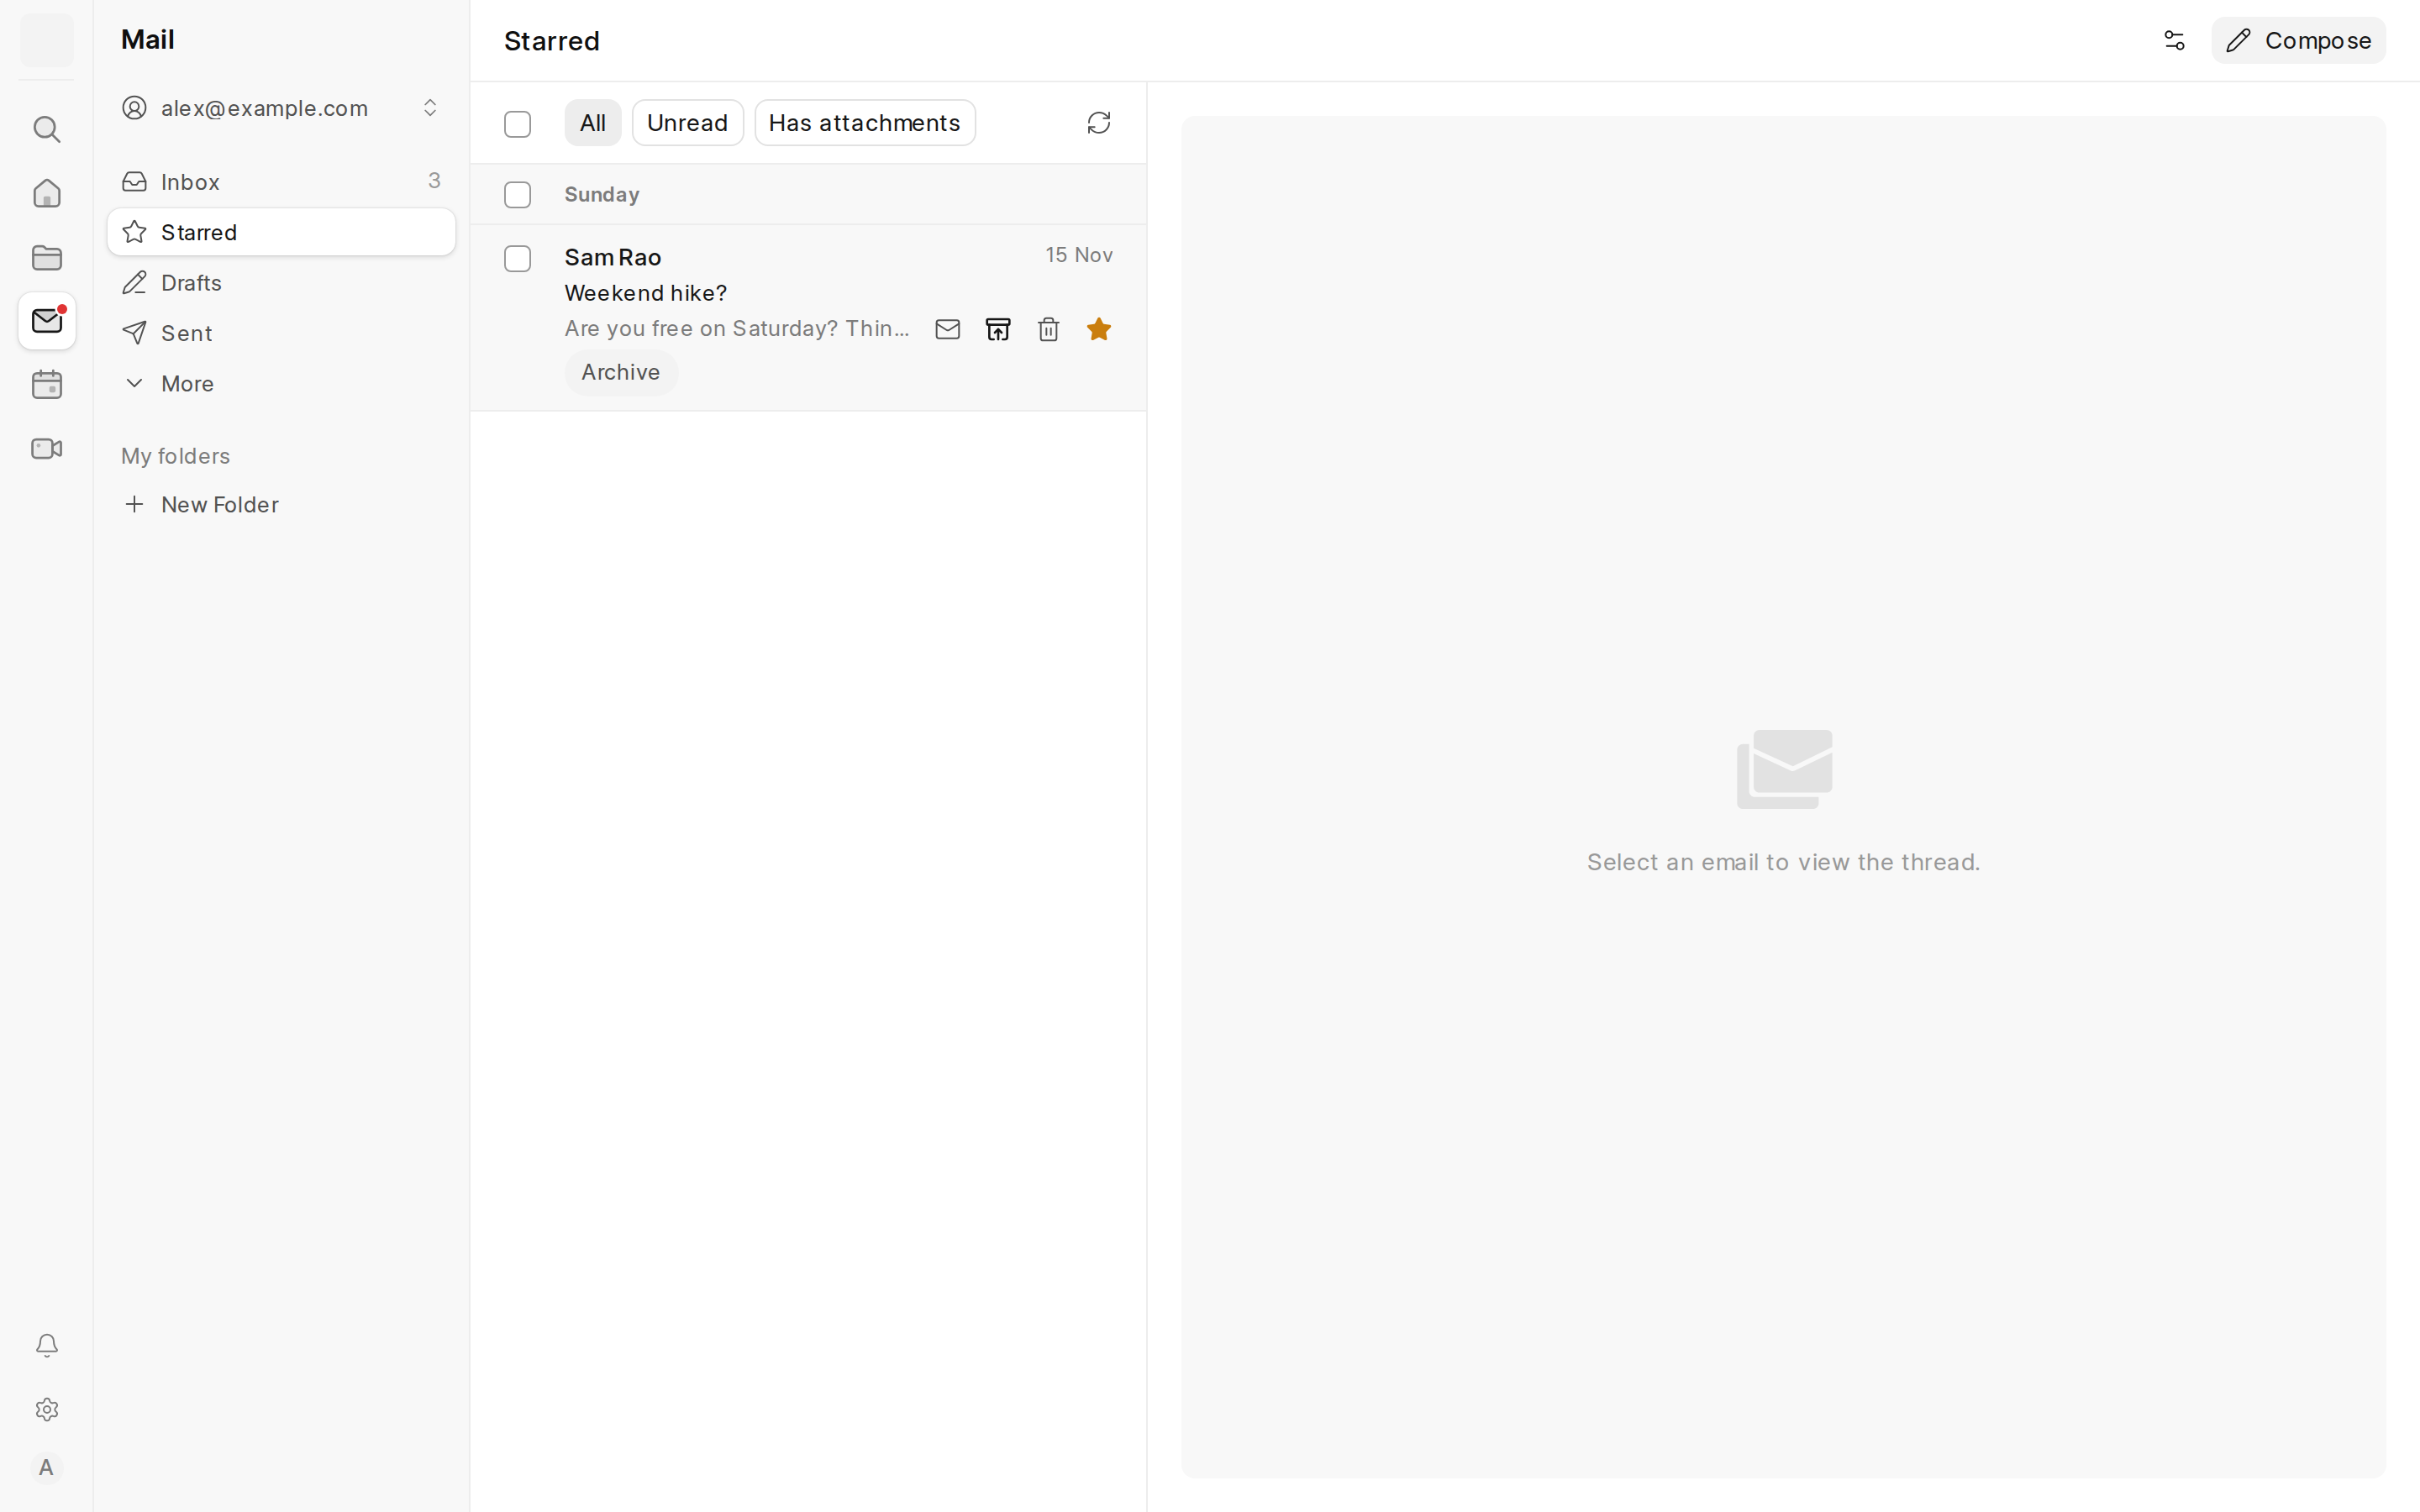 Mail
alex@example.com
Inbox 3
Starred
Drafts
Sent
More
My folders
New Folder
A
Starred
Compose
All Unread Has attachments
Sunday
Sam Rao 15 Nov
Weekend hike?
Are you free on Saturday? Thin...
Archive
Select an email to view the thread.